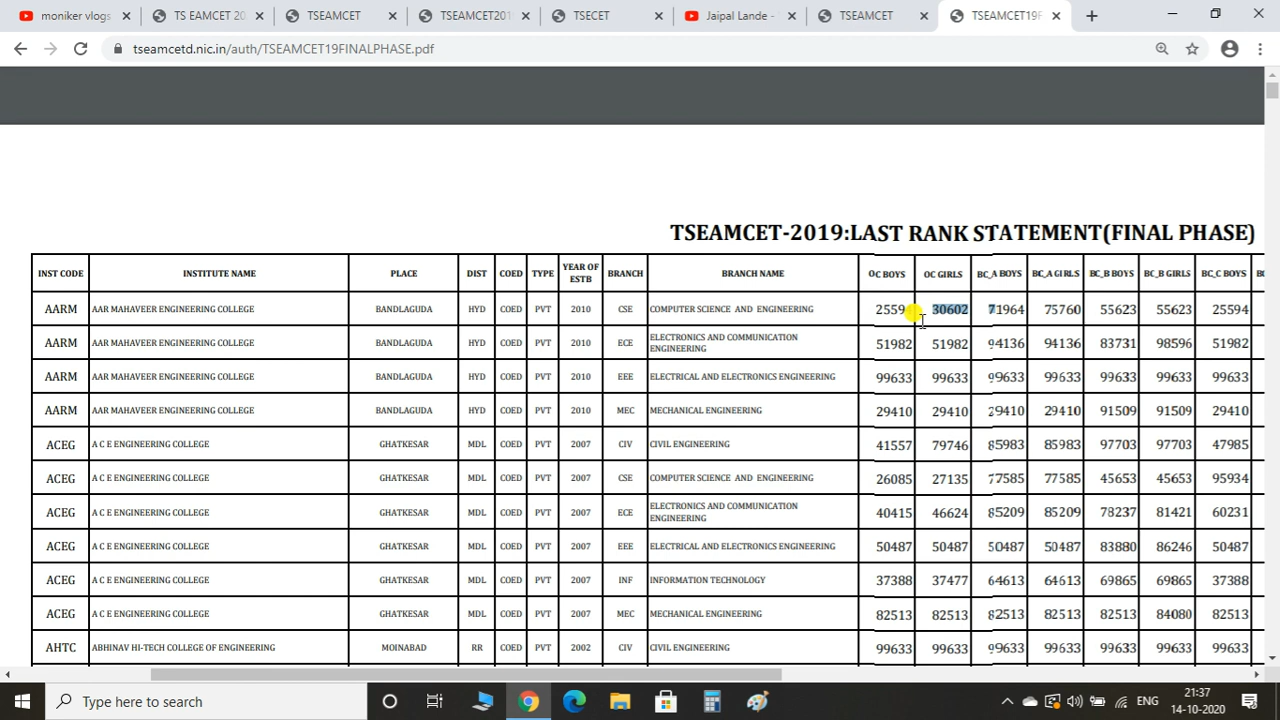 moniker vlogs
TS EAMCET 20
TSEAMCET
TSEAMCET201
TSECET
Jaipal Lande -
TSEAMCET
TSEAMCET19F
tseamcetd.nic.in/auth/TSEAMCET19FINALPHASE.pdf
TSEAMCET-2019:LAST RANK STATEMENT(FINAL PHASE)
INST CODE INSTITUTE NAME PLACE DIST COED TYPE YEAR OF ESTB BRANCH BRANCH NAME OC BOYS OC GIRLS BC_A BOYS BC_A GIRLS BC_B BOYS BC_B GIRLS BC_C BOYS
AARM AAR MAHAVEER ENGINEERING COLLEGE BANDLAGUDA HYD COED PVT 2010 CSE COMPUTER SCIENCE AND ENGINEERING 25594 30602 71964 75760 55623 55623 25594
AARM AAR MAHAVEER ENGINEERING COLLEGE BANDLAGUDA HYD COED PVT 2010 ECE ELECTRONICS AND COMMUNICATION ENGINEERING 51982 51982 94136 94136 83731 98596 51982
AARM AAR MAHAVEER ENGINEERING COLLEGE BANDLAGUDA HYD COED PVT 2010 EEE ELECTRICAL AND ELECTRONICS ENGINEERING 99633 99633 99633 99633 99633 99633 99633
AARM AAR MAHAVEER ENGINEERING COLLEGE BANDLAGUDA HYD COED PVT 2010 MEC MECHANICAL ENGINEERING 29410 29410 29410 29410 91509 91509 29410
ACEG A C E ENGINEERING COLLEGE GHATKESAR MDL COED PVT 2007 CIV CIVIL ENGINEERING 41557 79746 85983 85983 97703 97703 47985
ACEG A C E ENGINEERING COLLEGE GHATKESAR MDL COED PVT 2007 CSE COMPUTER SCIENCE AND ENGINEERING 26085 27135 77585 77585 45653 45653 95934
ACEG A C E ENGINEERING COLLEGE GHATKESAR MDL COED PVT 2007 ECE ELECTRONICS AND COMMUNICATION ENGINEERING 40415 46624 85209 85209 78237 81421 60231
ACEG A C E ENGINEERING COLLEGE GHATKESAR MDL COED PVT 2007 EEE ELECTRICAL AND ELECTRONICS ENGINEERING 50487 50487 50487 50487 83880 86246 50487
ACEG A C E ENGINEERING COLLEGE GHATKESAR MDL COED PVT 2007 INF INFORMATION TECHNOLOGY 37388 37477 64613 64613 69865 69865 37388
ACEG A C E ENGINEERING COLLEGE GHATKESAR MDL COED PVT 2007 MEC MECHANICAL ENGINEERING 82513 82513 82513 82513 82513 84080 82513
AHTC ABHINAV HI-TECH COLLEGE OF ENGINEERING MOINABAD RR COED PVT 2002 CIV CIVIL ENGINEERING 99633 99633 99633 99633 99633 99633 99633
Type here to search
ENG
21:37
14-10-2020